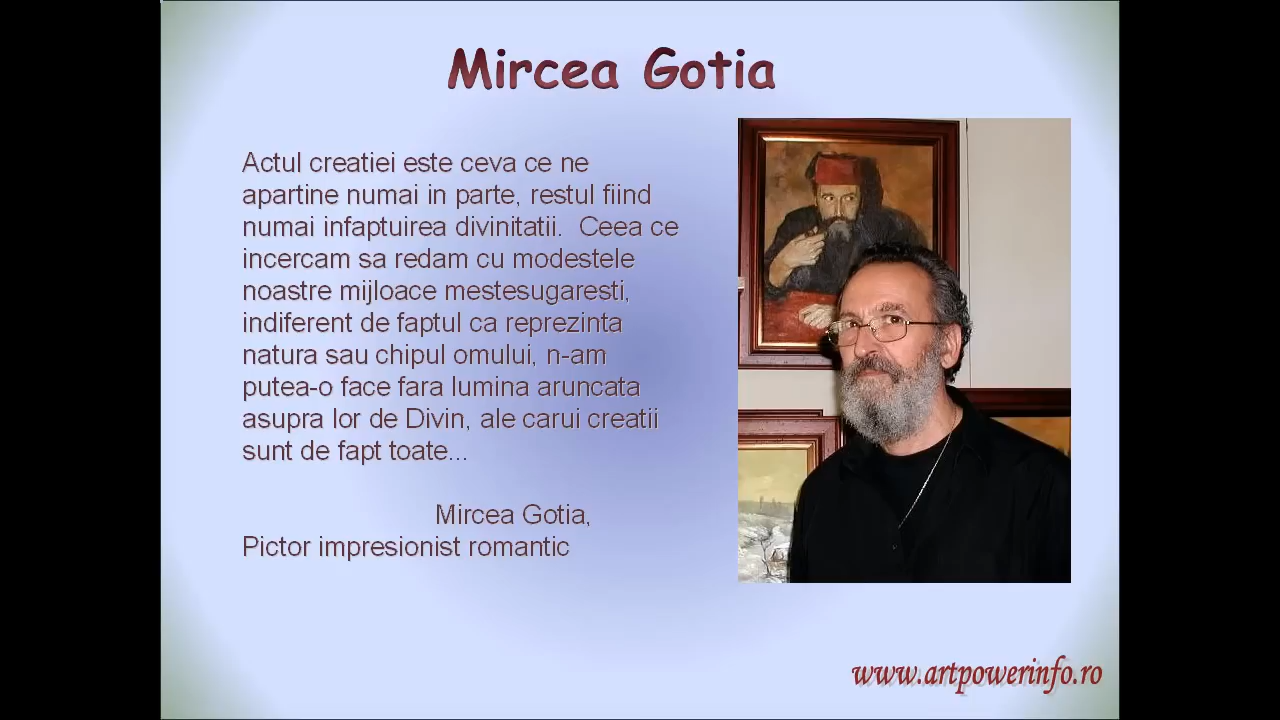 Mircea Gotia
Actul creatiei este ceva ce ne
apartine numai in parte, restul fiind
numai infaptuirea divinitatii.  Ceea ce
incercam sa redam cu modestele
noastre mijloace mestesugaresti,
indiferent de faptul ca reprezinta
natura sau chipul omului, n-am
putea-o face fara lumina aruncata
asupra lor de Divin, ale carui creatii
sunt de fapt toate...
Mircea Gotia,
Pictor impresionist romantic
www.artpowerinfo.ro